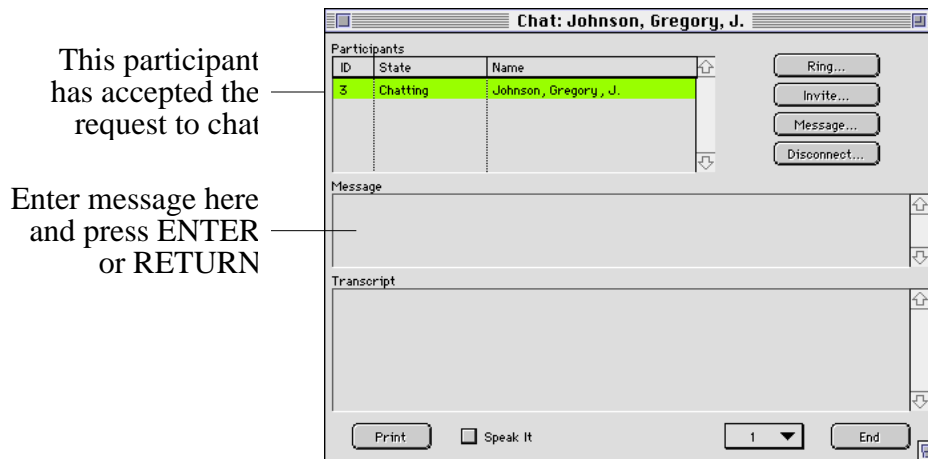 Chat: Johnson, Gregory, J.
This participant
has accepted the
request to chat
Participants
ID State Name
3 Chatting Johnson, Gregory, J.
Ring...
Invite...
Message...
Disconnect...
Enter message here
and press ENTER
or RETURN
Message
Transcript
Print Speak It 1 End